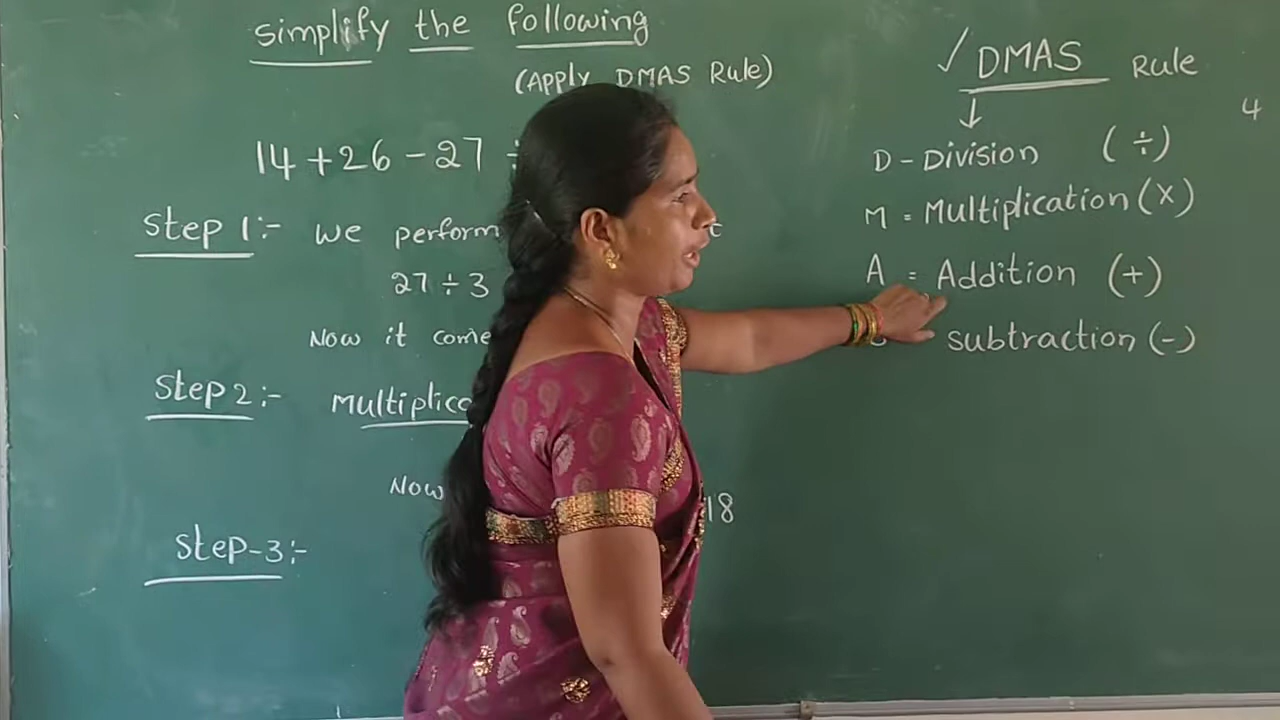 simplify the following
(Apply DMAS Rule)
14 + 26 - 27 ÷
Step 1:- we perform
27 ÷ 3
Now it come
Step 2:- Multiplica
Now 18
Step-3:-
✓ DMAS Rule
↓
4
D - Division (÷)
M = Multiplication (×)
A = Addition (+)
subtraction (-)